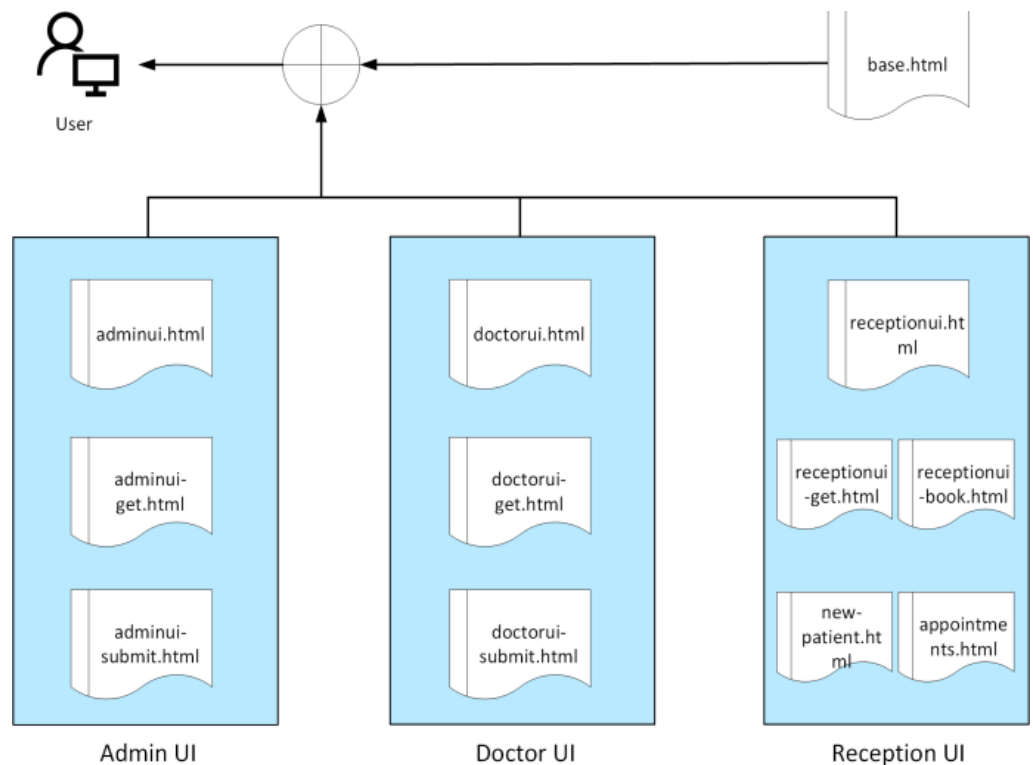 base.html
User
adminui.html
doctorui.html
receptionui.ht
ml
adminui-
get.html
doctorui-
get.html
receptionui
-get.html
receptionui
-book.html
adminui-
submit.html
doctorui-
submit.html
new-
patient.ht
ml
appointme
nts.html
Admin UI
Doctor UI
Reception UI